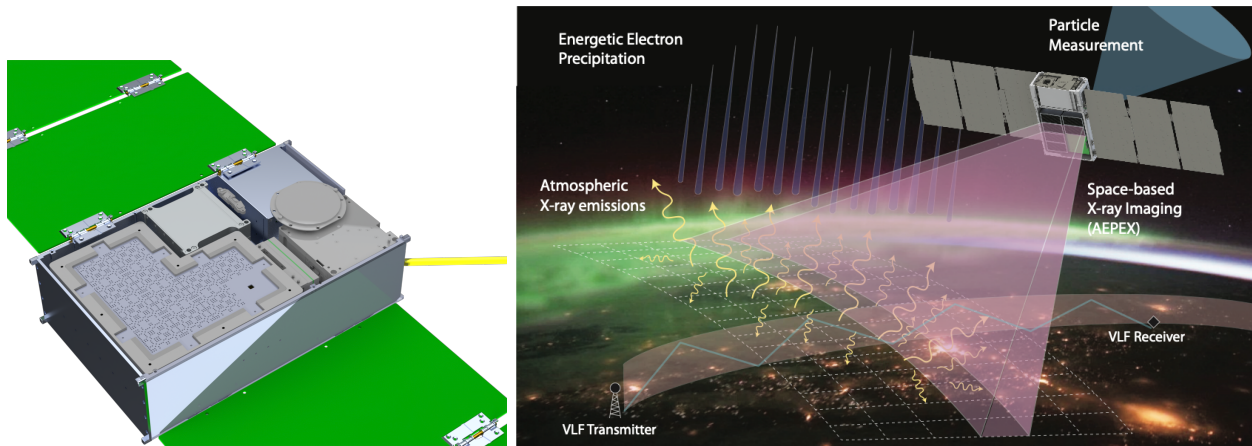 Energetic Electron
Precipitation
Particle
Measurement
Atmospheric
X-ray emissions
Space-based
X-ray Imaging
(AEPEX)
VLF Receiver
VLF Transmitter